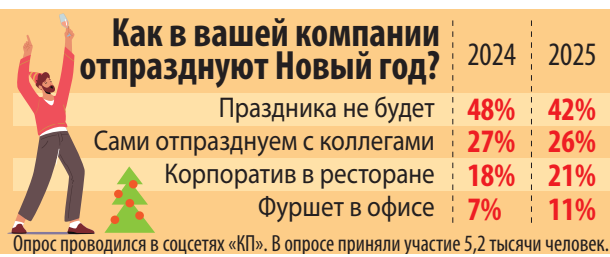 Как в вашей компании
отпразднуют Новый год? 2024 2025
Праздника не будет 48% 42%
Сами отпразднуем с коллегами 27% 26%
Корпоратив в ресторане 18% 21%
Фуршет в офисе 7% 11%
Опрос проводился в соцсетях «КП». В опросе приняли участие 5,2 тысячи человек.